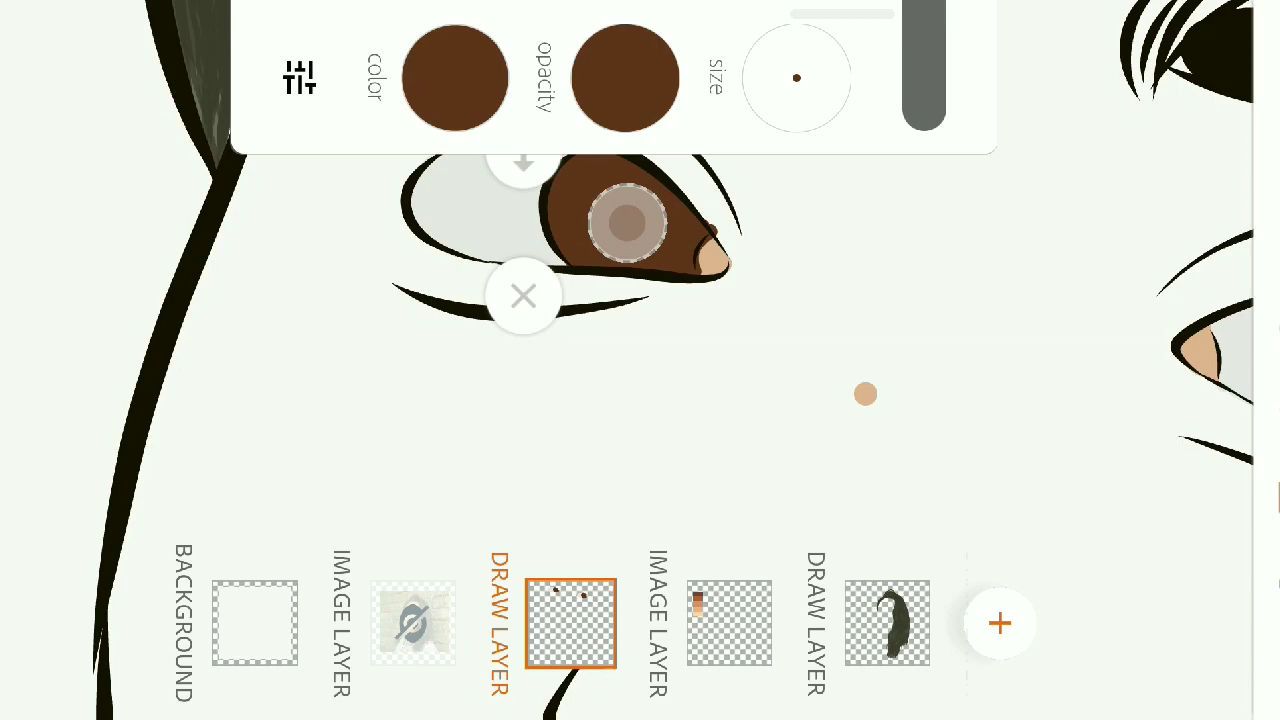 color
opacity
size
BACKGROUND
IMAGE LAYER
DRAW LAYER
IMAGE LAYER
DRAW LAYER